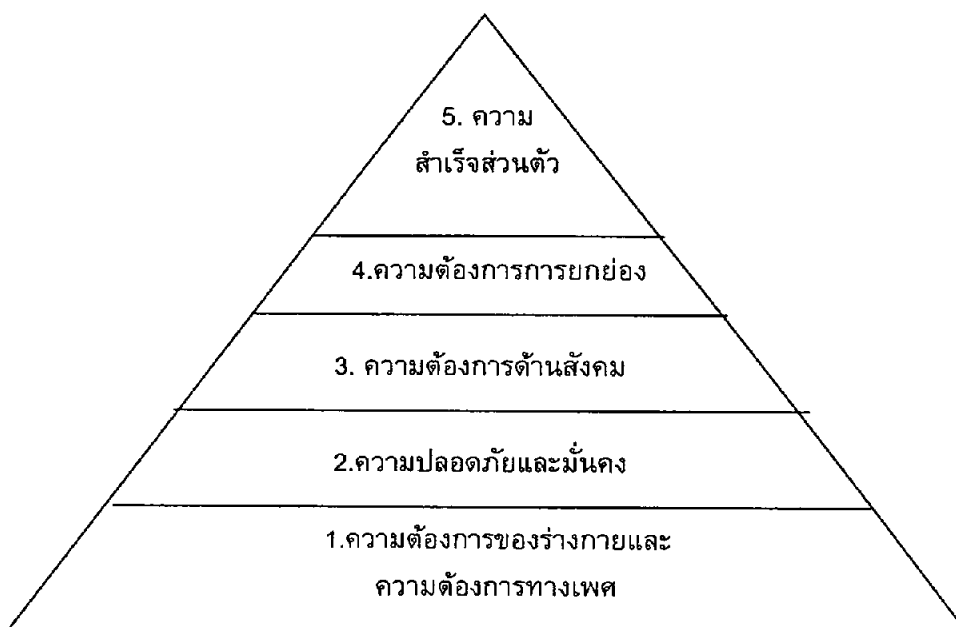 5. ความ
สำเร็จส่วนตัว
4.ความต้องการการยกย่อง
3. ความต้องการด้านสังคม
2.ความปลอดภัยและมั่นคง
1.ความต้องการของร่างกายและ
ความต้องการทางเพศ